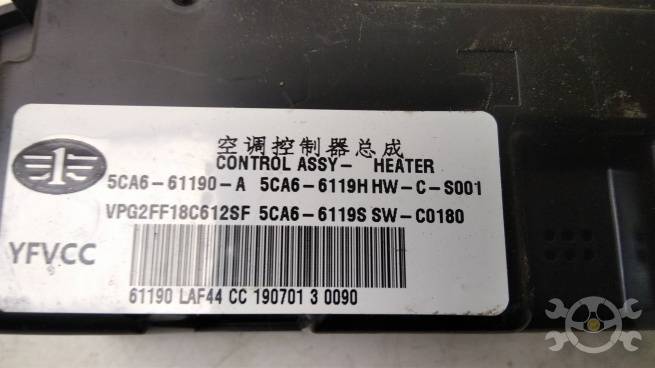 空调控制器总成
CONTROL ASSY- HEATER
5CA6-61190-A 5CA6-6119H HW-C-S001
VPG2FF18C612SF 5CA6-6119S SW-C0180
YFVCC
61190 LAF44 CC 190701 3 0090